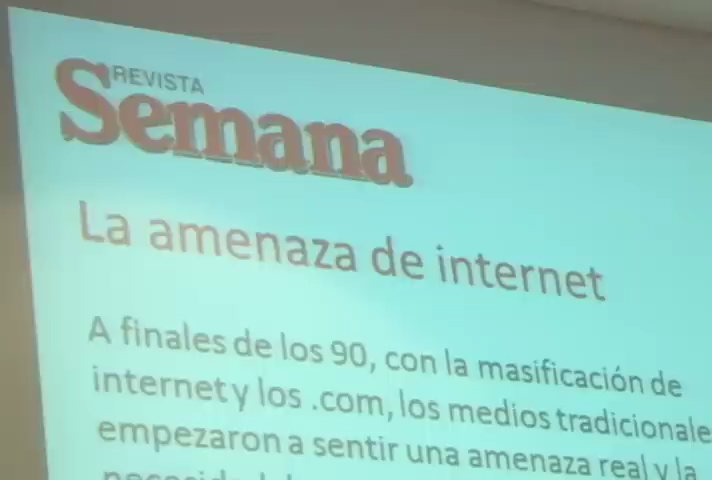 REVISTA
Semana
La amenaza de internet
A finales de los 90, con la masificación de
internet y los .com, los medios tradicionale
empezaron a sentir una amenaza real y la